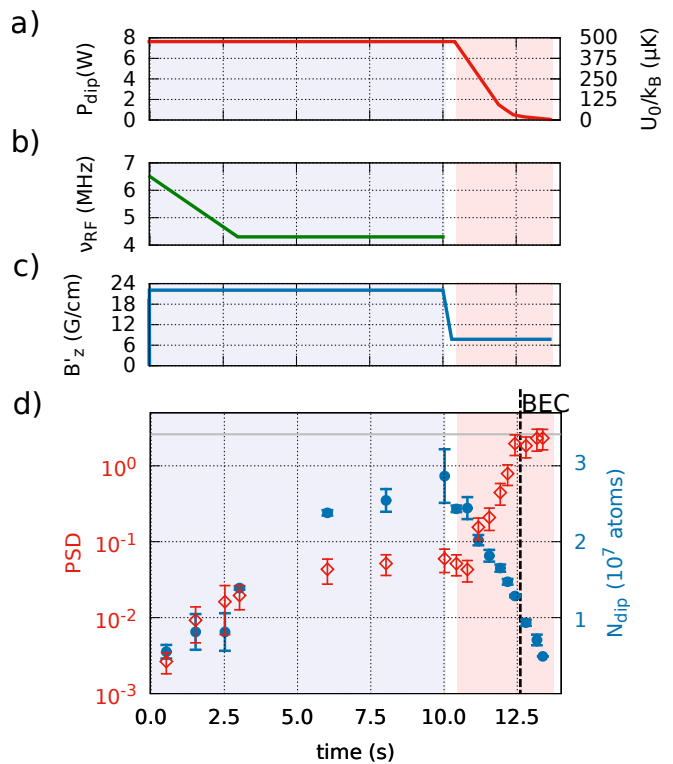 a)
8
6
4
2
0
P_dip(W)
500
375
250
125
0
U_0/k_B (µK)
b)
7
6
5
4
ν_RF (MHz)
c)
24
18
12
6
0
B'_z (G/cm)
d)
BEC
10^0
10^-1
10^-2
10^-3
PSD
3
2
1
N_dip (10^7 atoms)
0.0 2.5 5.0 7.5 10.0 12.5
time (s)